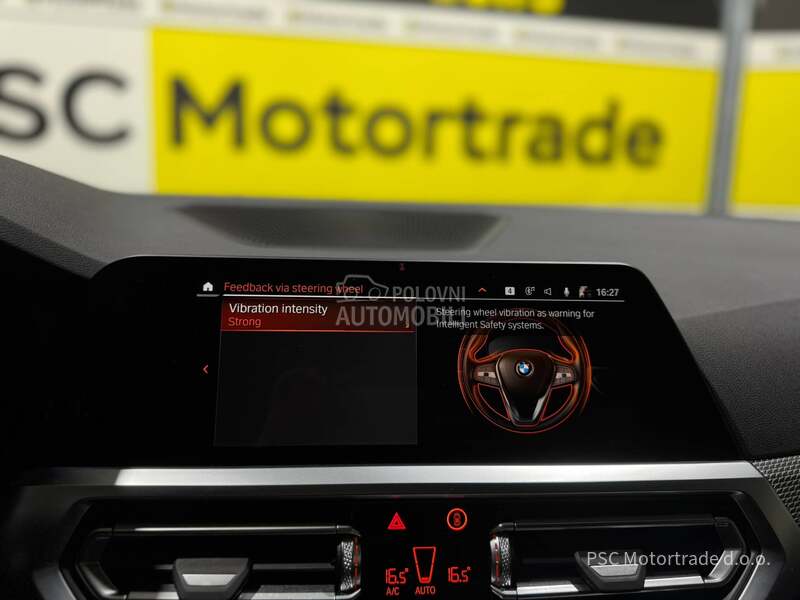 SC Motortrade
Feedback via steering wheel
4
16:27
Vibration intensity
Strong
Steering wheel vibration as warning for
Intelligent Safety systems.
POLOVNI
AUTOMOBILI
16.5° 16.5°
A/C AUTO
PSC Motortrade d.o.o.